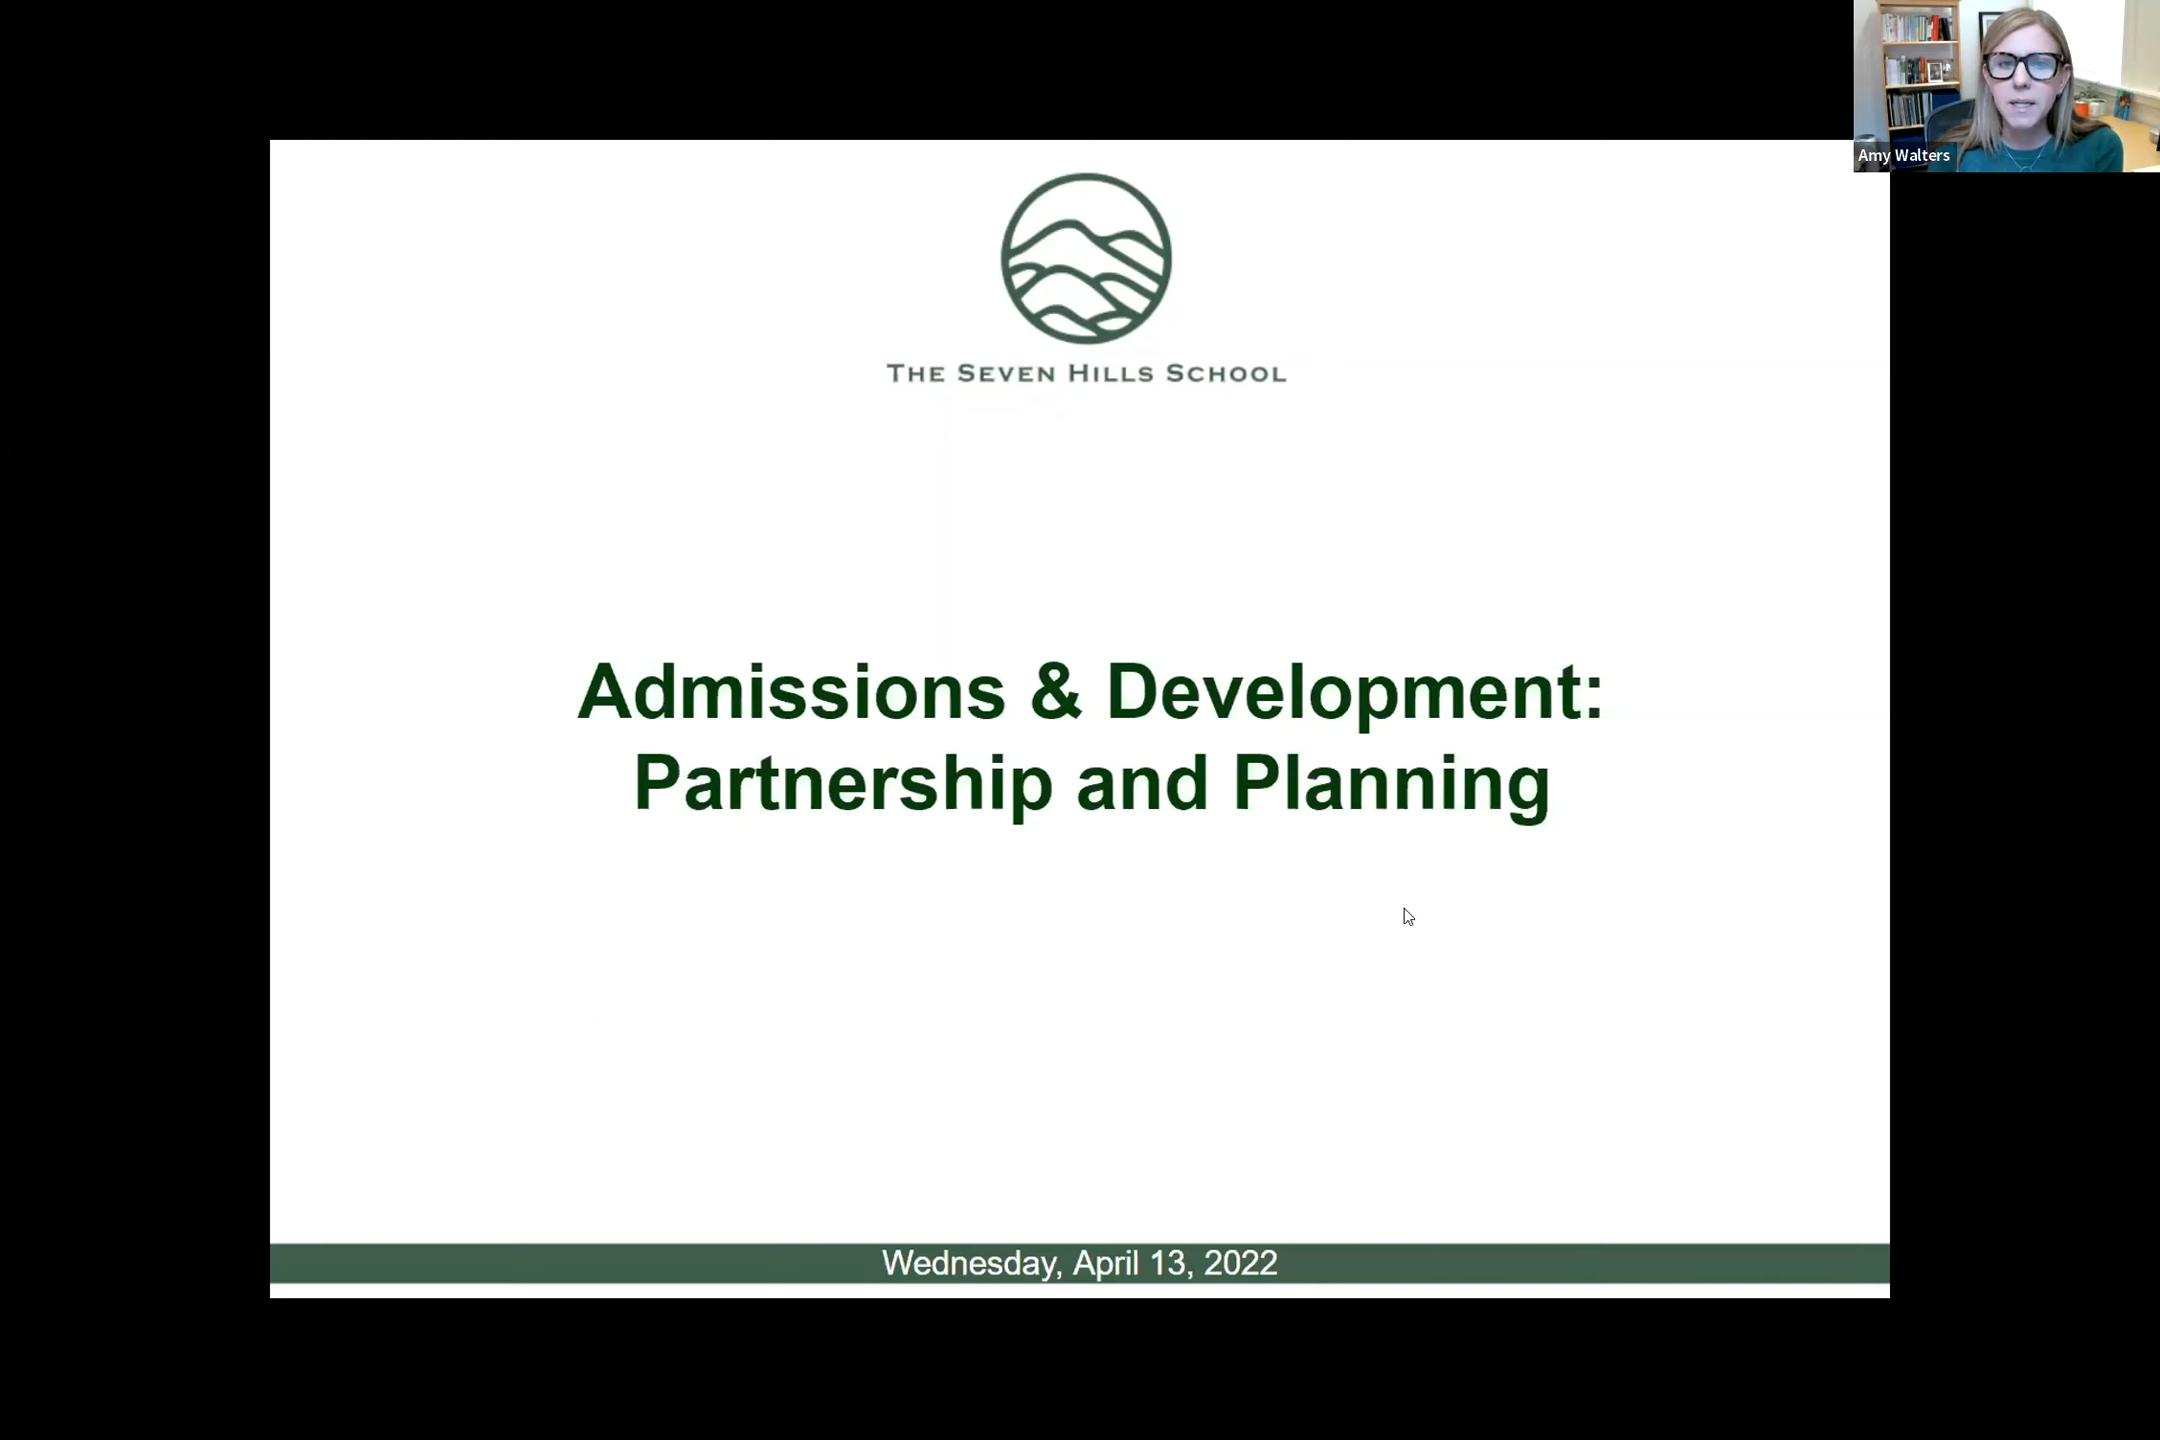 Amy Walters
THE SEVEN HILLS SCHOOL
Admissions & Development:
Partnership and Planning
Wednesday, April 13, 2022